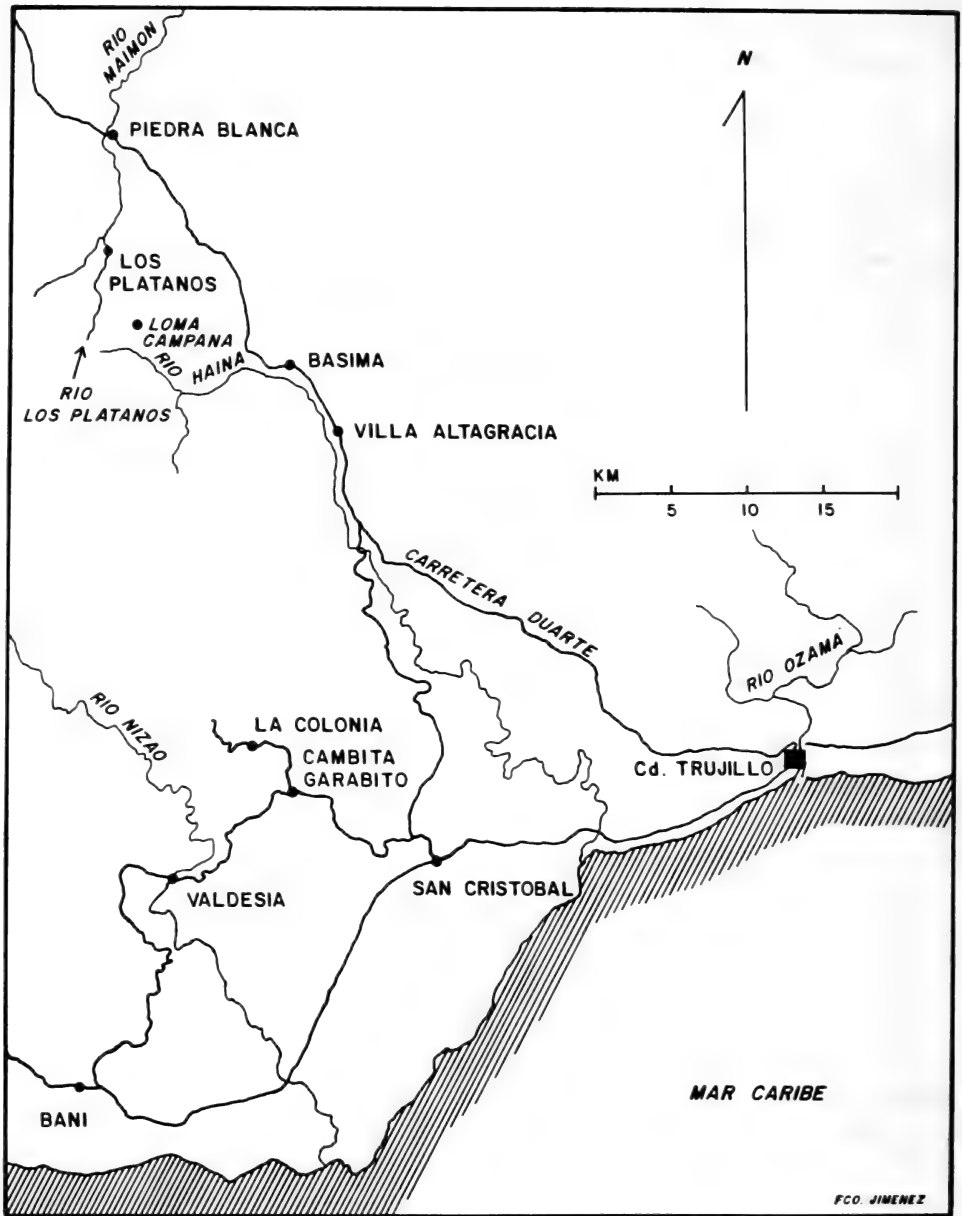 RIO
MAIMON
N
PIEDRA BLANCA
LOS
PLATANOS
LOMA
CAMPANA
RIO HAINA
BASIMA
RIO
LOS PLATANOS
VILLA ALTAGRACIA
KM
5 10 15
CARRETERA DUARTE
RIO OZAMA
RIO NIZAO
LA COLONIA
CAMBITA
GARABITO
Cd. TRUJILLO
VALDESIA
SAN CRISTOBAL
BANI
MAR CARIBE
FCO. JIMENEZ